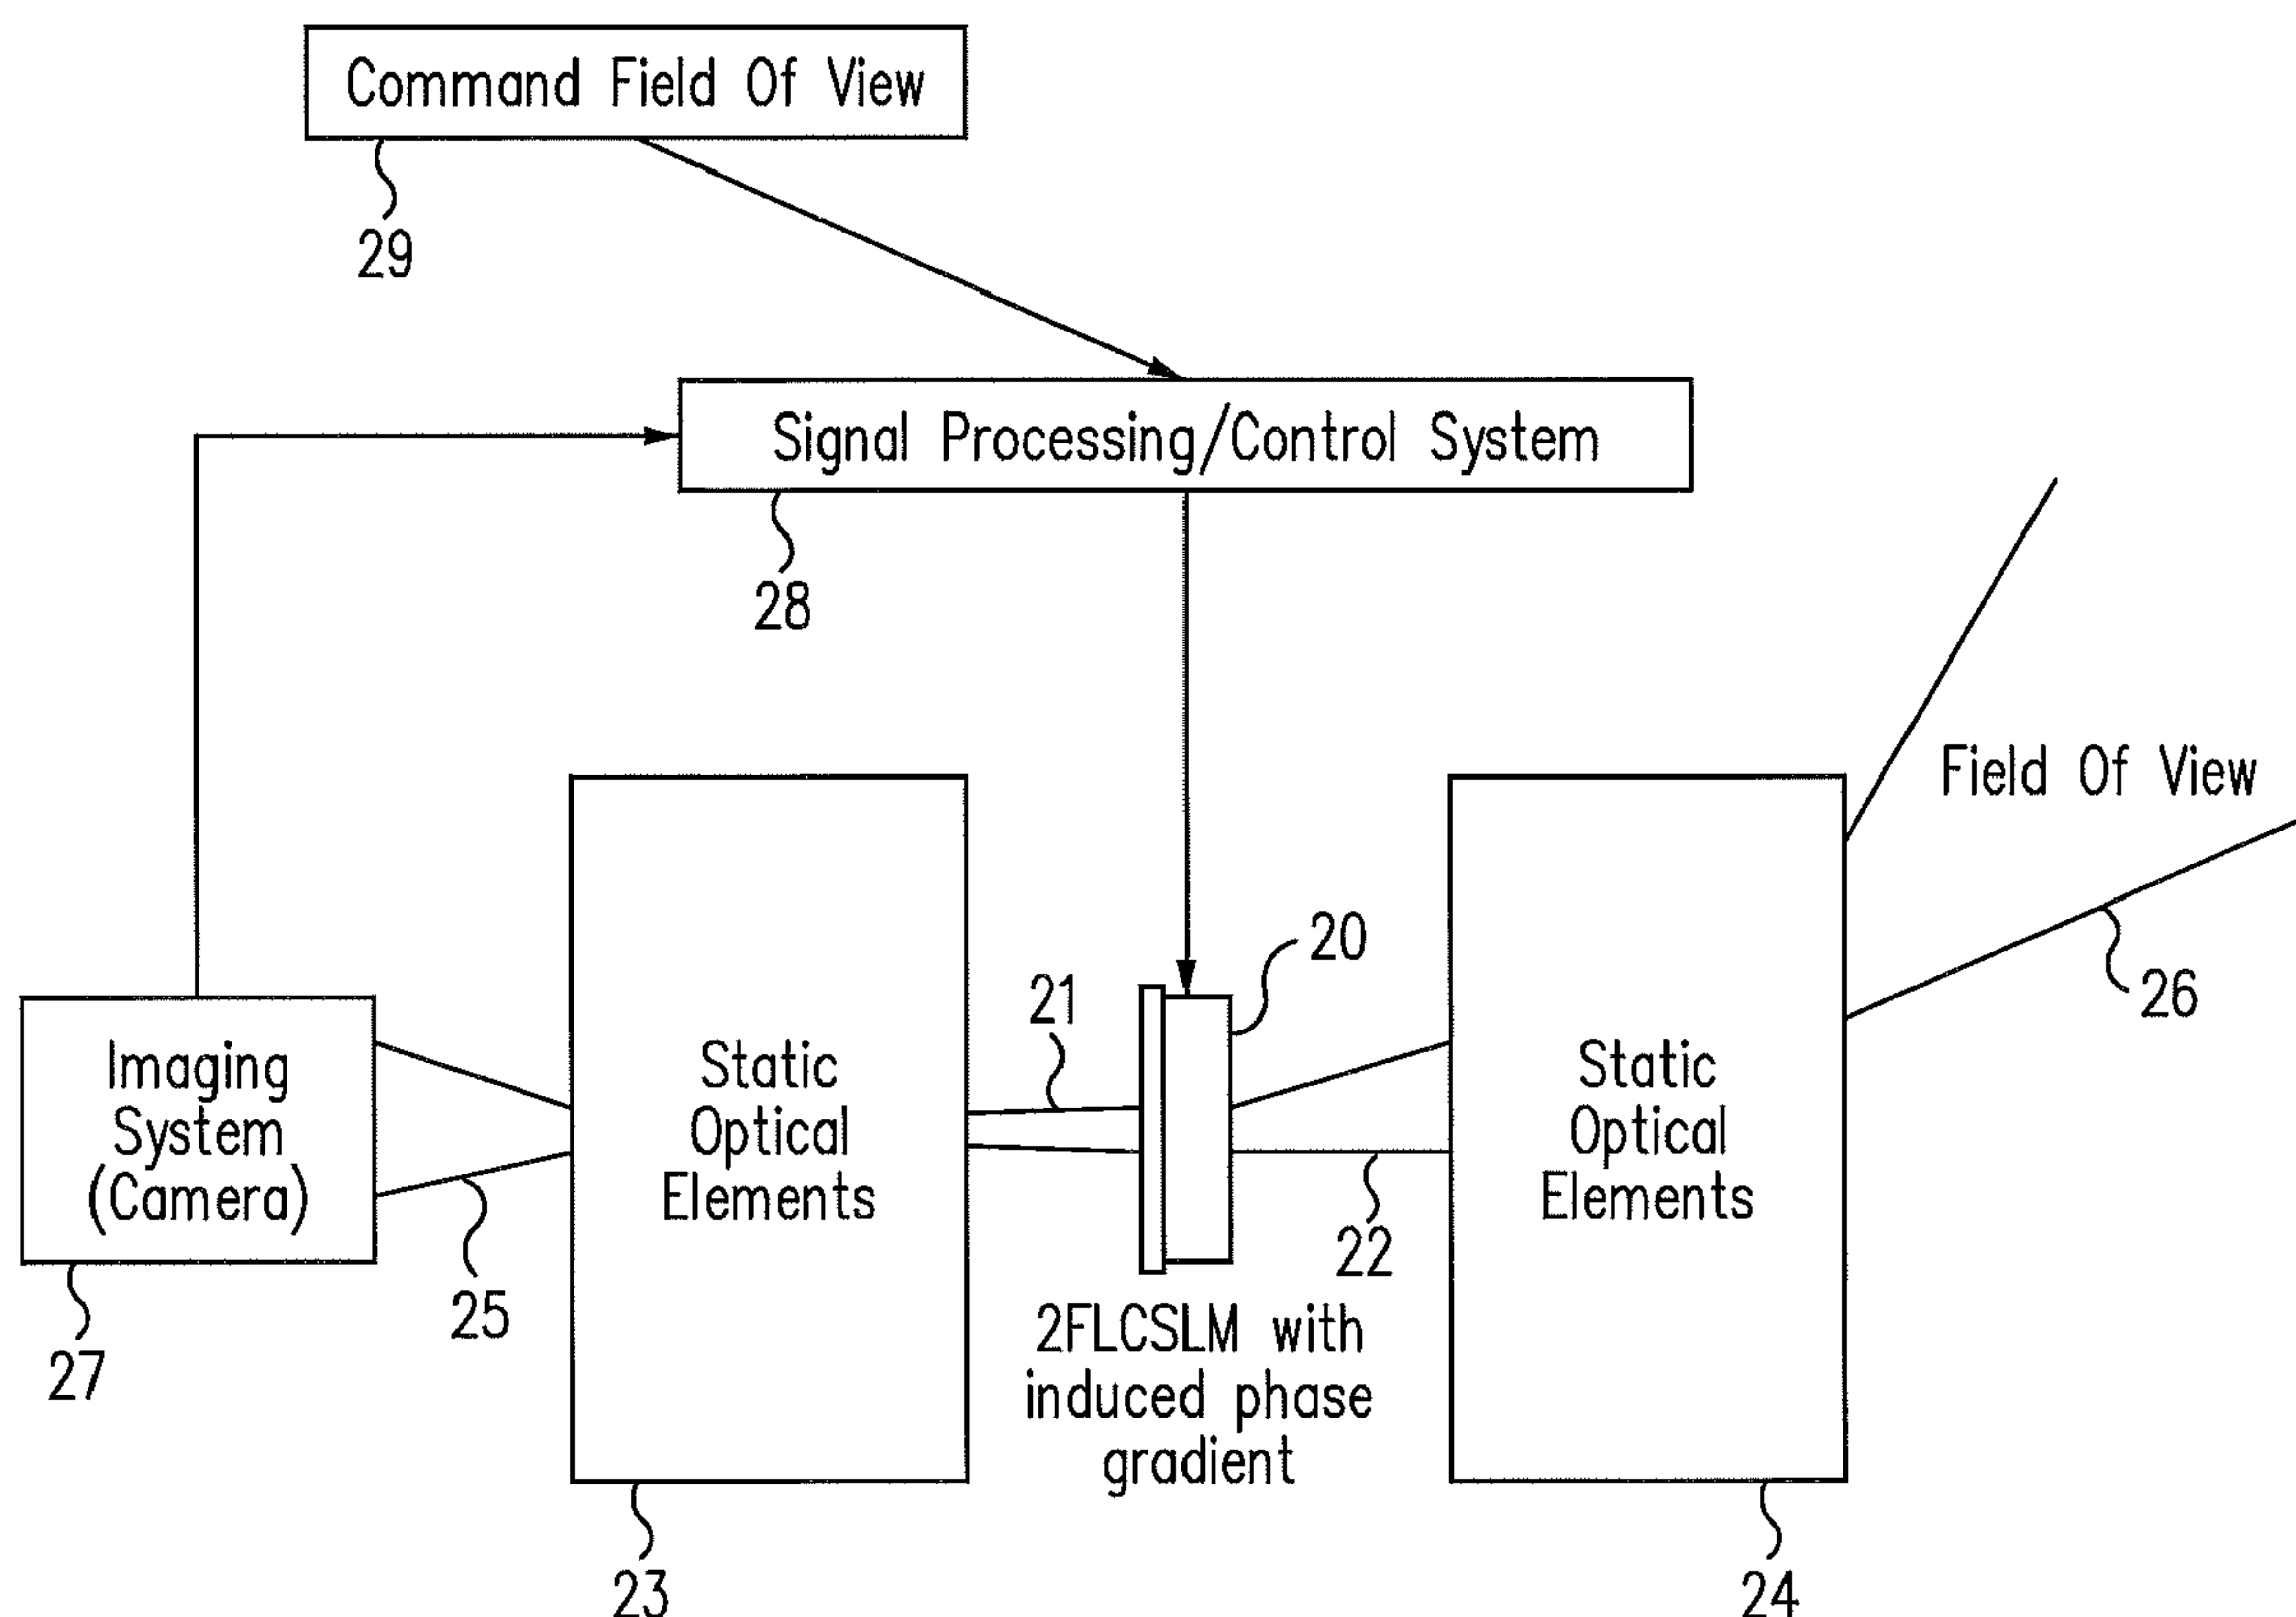 Command Field Of View
29
Signal Processing/Control System
28
Field Of View
26
20
21
Imaging
System
(Camera)
27
25
Static
Optical
Elements
23
22
2FLCSLM with
induced phase
gradient
Static
Optical
Elements
24